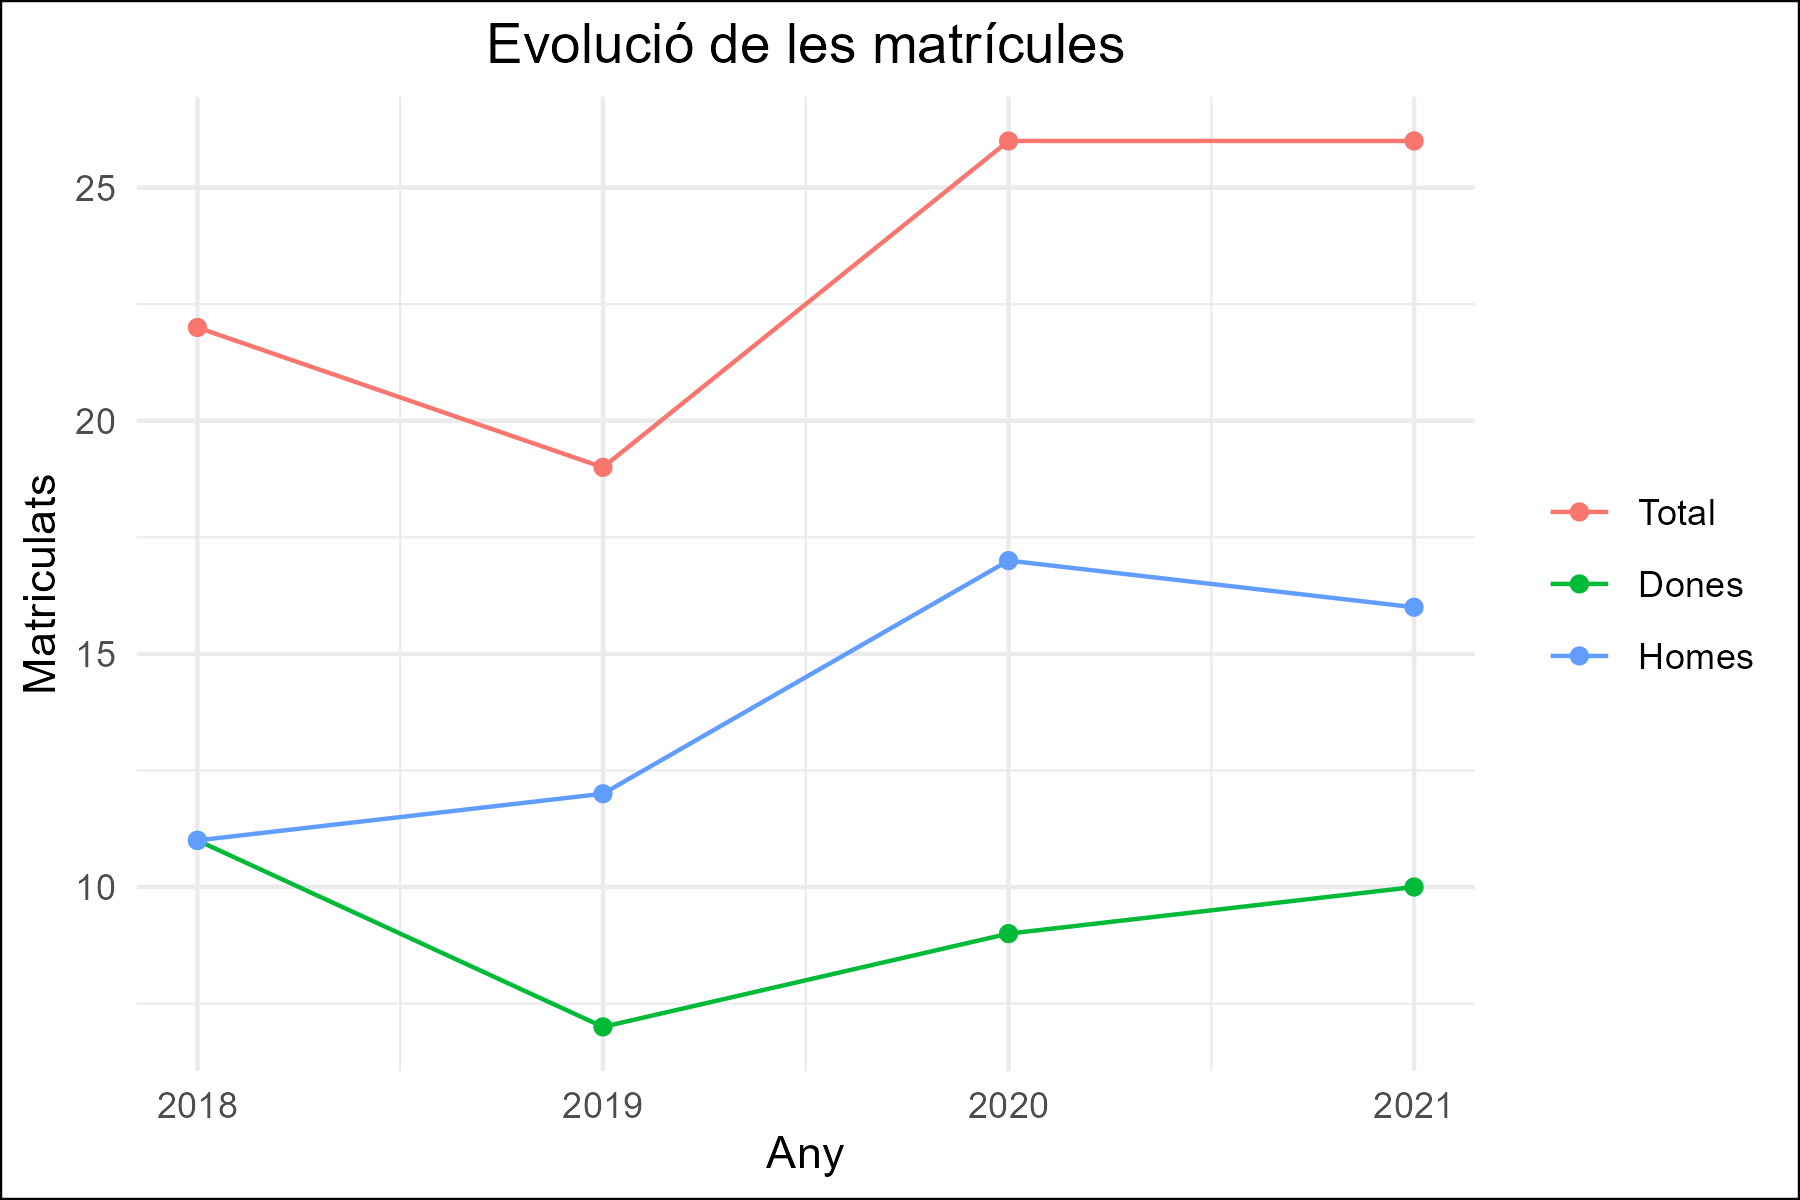 Evolució de les matrícules
25
20
15
10
Matriculats
2018 2019 2020 2021
Any
Total
Dones
Homes